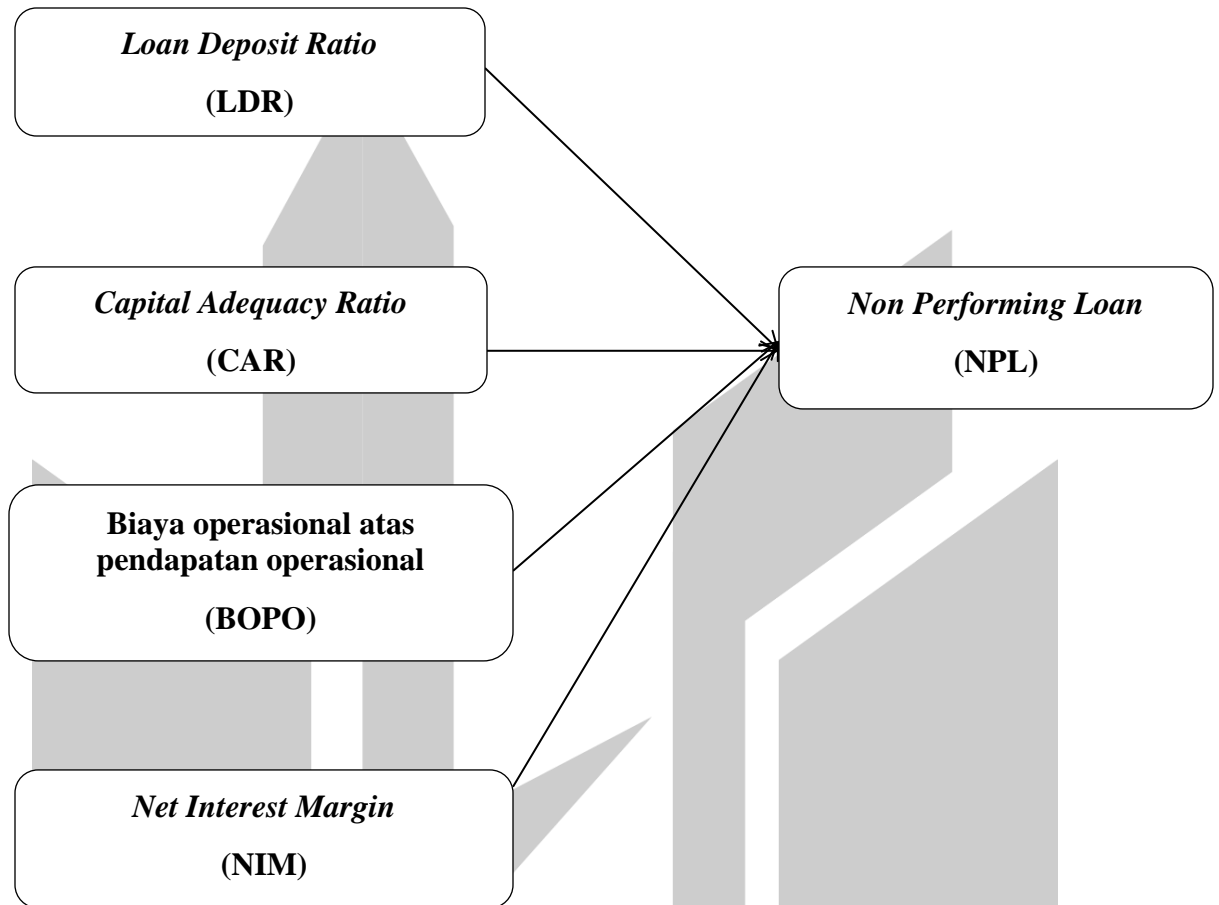 Loan Deposit Ratio
(LDR)
Capital Adequacy Ratio
(CAR)
Non Performing Loan
(NPL)
Biaya operasional atas
pendapatan operasional
(BOPO)
Net Interest Margin
(NIM)